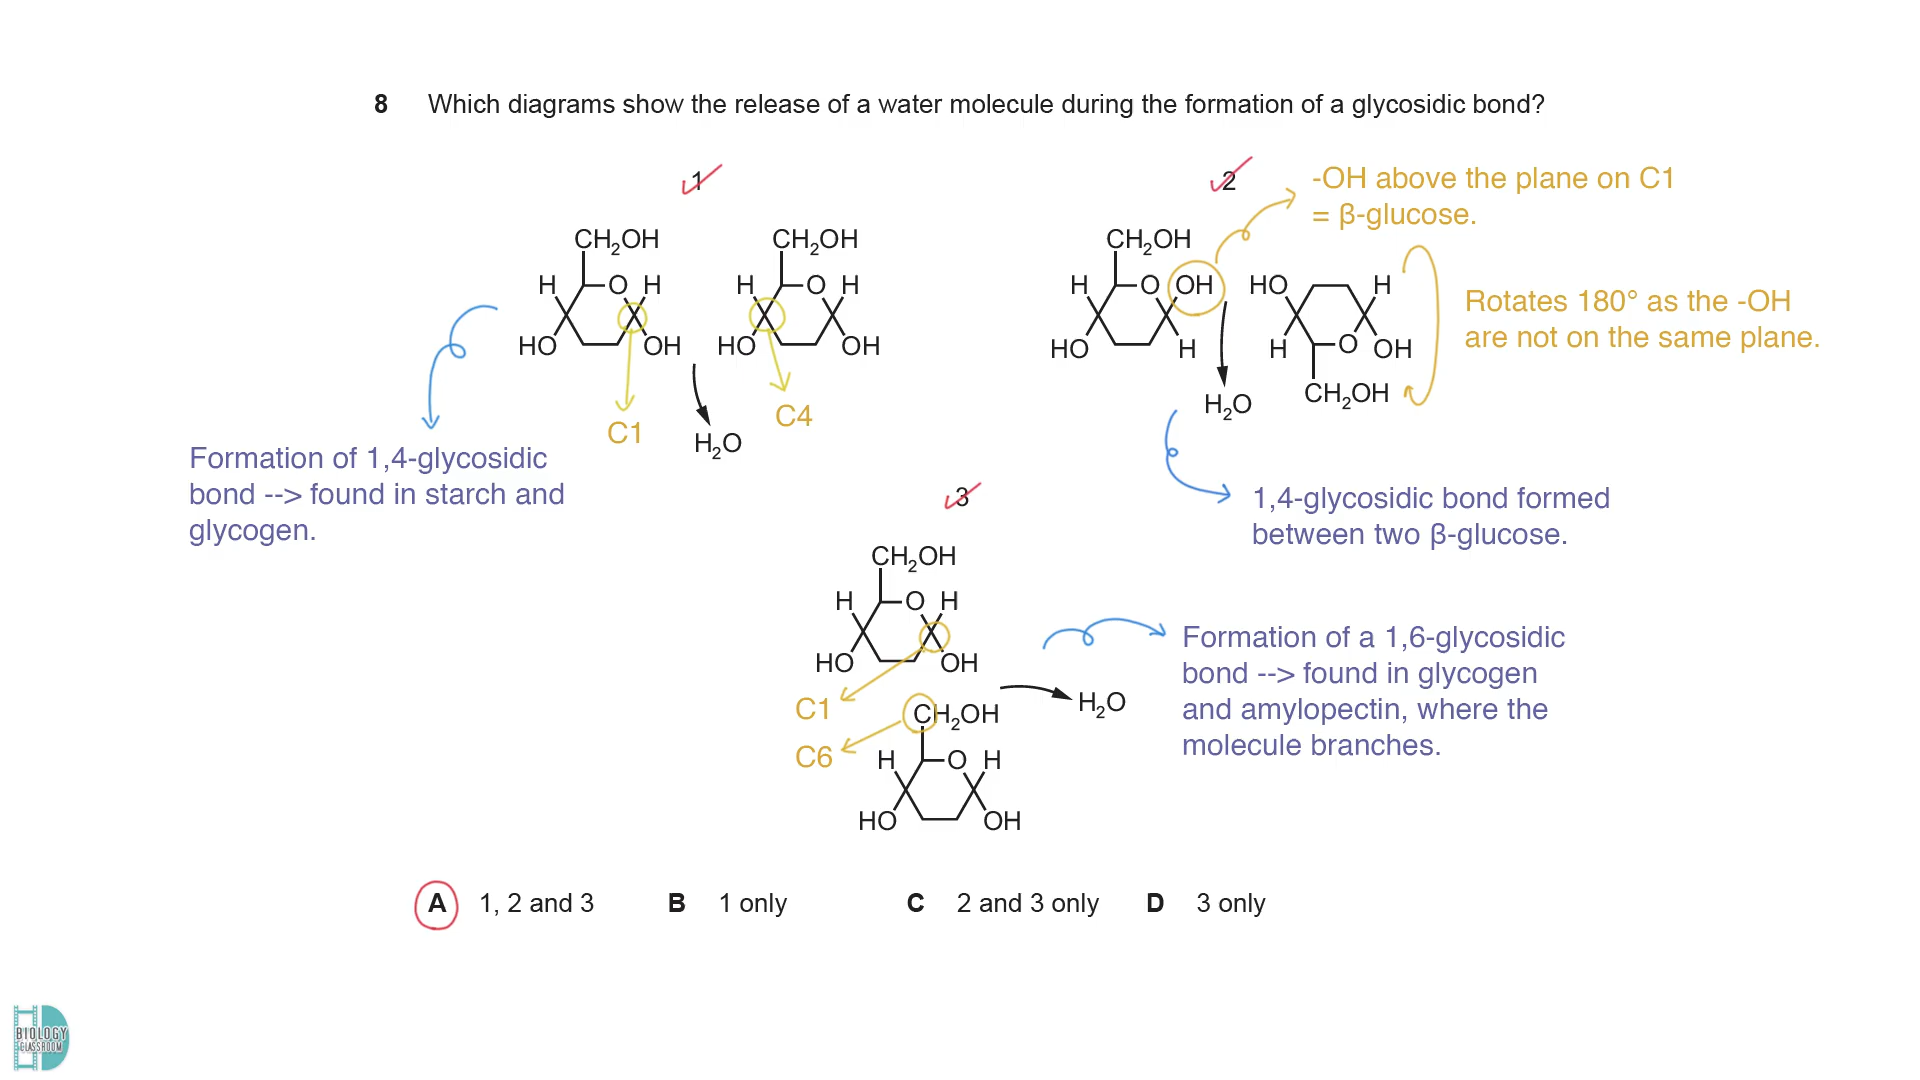 8 Which diagrams show the release of a water molecule during the formation of a glycosidic bond?
1
2
-OH above the plane on C1
= β-glucose.
CH2OH
CH2OH
CH2OH
H O H
H O H
H O OH
HO H
Rotates 180° as the -OH
are not on the same plane.
HO OH
HO OH
HO H
H O OH
CH2OH
H2O
C1
C4
H2O
Formation of 1,4-glycosidic
bond --> found in starch and
glycogen.
1,4-glycosidic bond formed
between two β-glucose.
3
CH2OH
H O H
HO OH
C1
C6
CH2OH
H2O
H O H
HO OH
Formation of a 1,6-glycosidic
bond --> found in glycogen
and amylopectin, where the
molecule branches.
A 1, 2 and 3 B 1 only C 2 and 3 only D 3 only
BIOLOGY
CLASSROOM